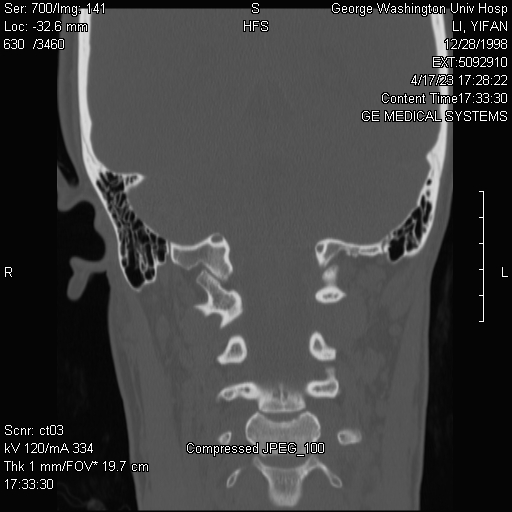 Ser: 700/Img: 141
Loc: -32.6 mm
630 /3460
S
HFS
George Washington Univ Hosp
LI, YIFAN
12/28/1998
EXT:5092910
4/17/23 17:28:22
Content Time17:33:30
GE MEDICAL SYSTEMS
R
L
Scnr: ct03
kV 120/mA 334
Thk 1 mm/FOV* 19.7 cm
17:33:30
Compressed JPEG_100